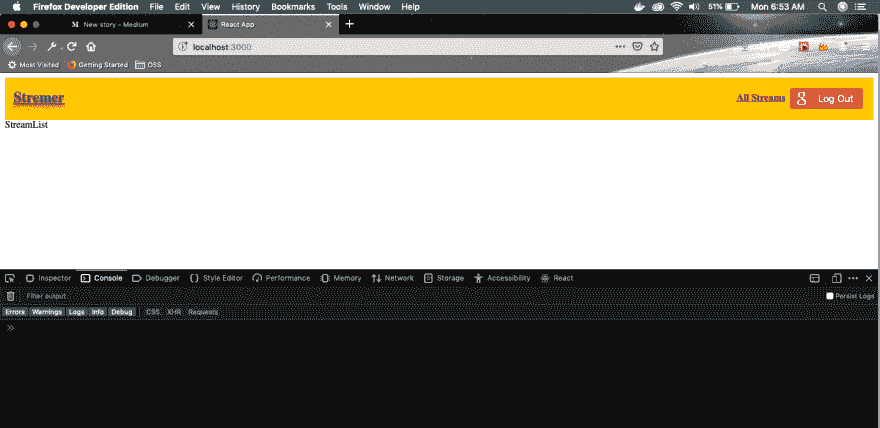 Firefox Developer Edition File Edit View History Bookmarks Tools Window Help 51% Mon 6:53 AM
M New story – Medium React App
localhost:3000
Most Visited Getting Started OSS
Stremer All Streams g Log Out
StreamList
Inspector Console Debugger Style Editor Performance Memory Network Storage Accessibility React
Filter output Persist Logs
Errors Warnings Logs Info Debug CSS XHR Requests